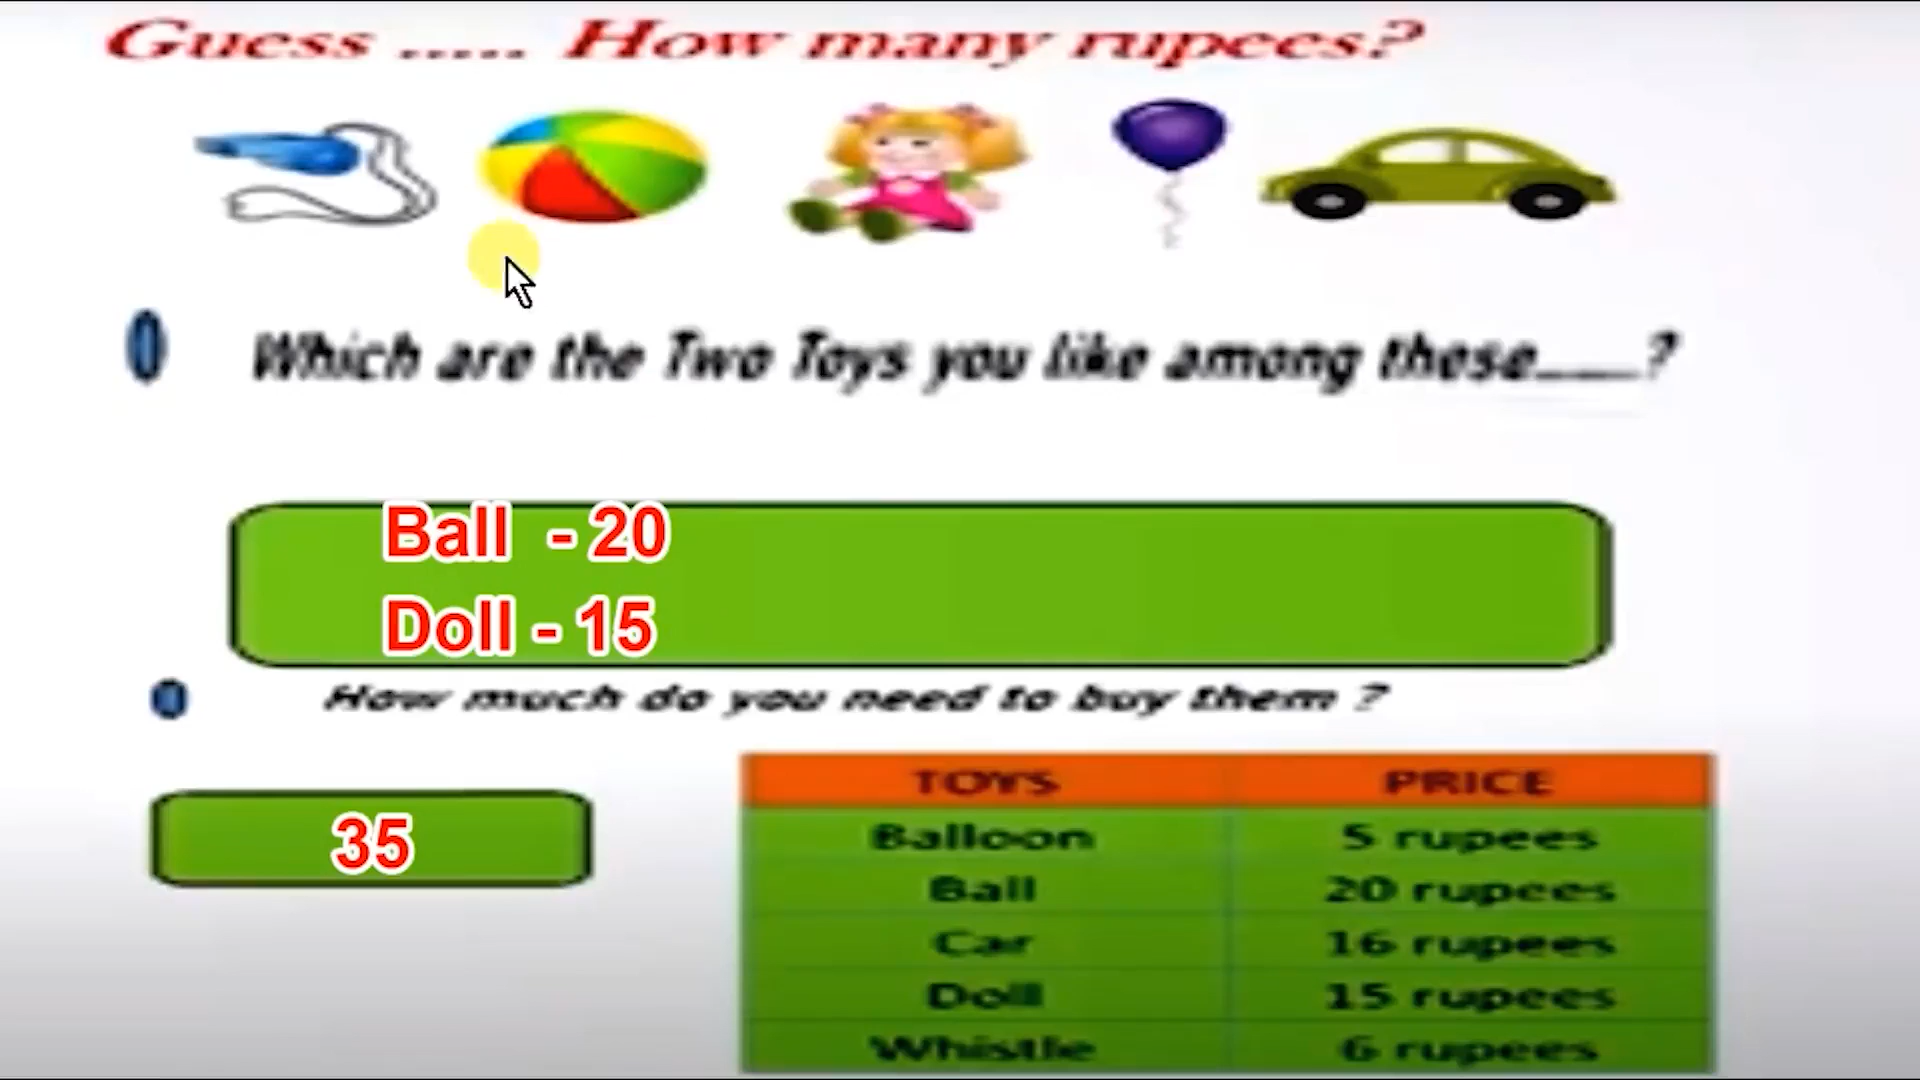 Guess ..... How many rupees?
Which are the Two Toys you like among these......?
Ball - 20
Doll - 15
How much do you need to buy them ?
35
TOYS PRICE
Balloon 5 rupees
Ball 20 rupees
Car 16 rupees
Doll 15 rupees
Whistle 6 rupees